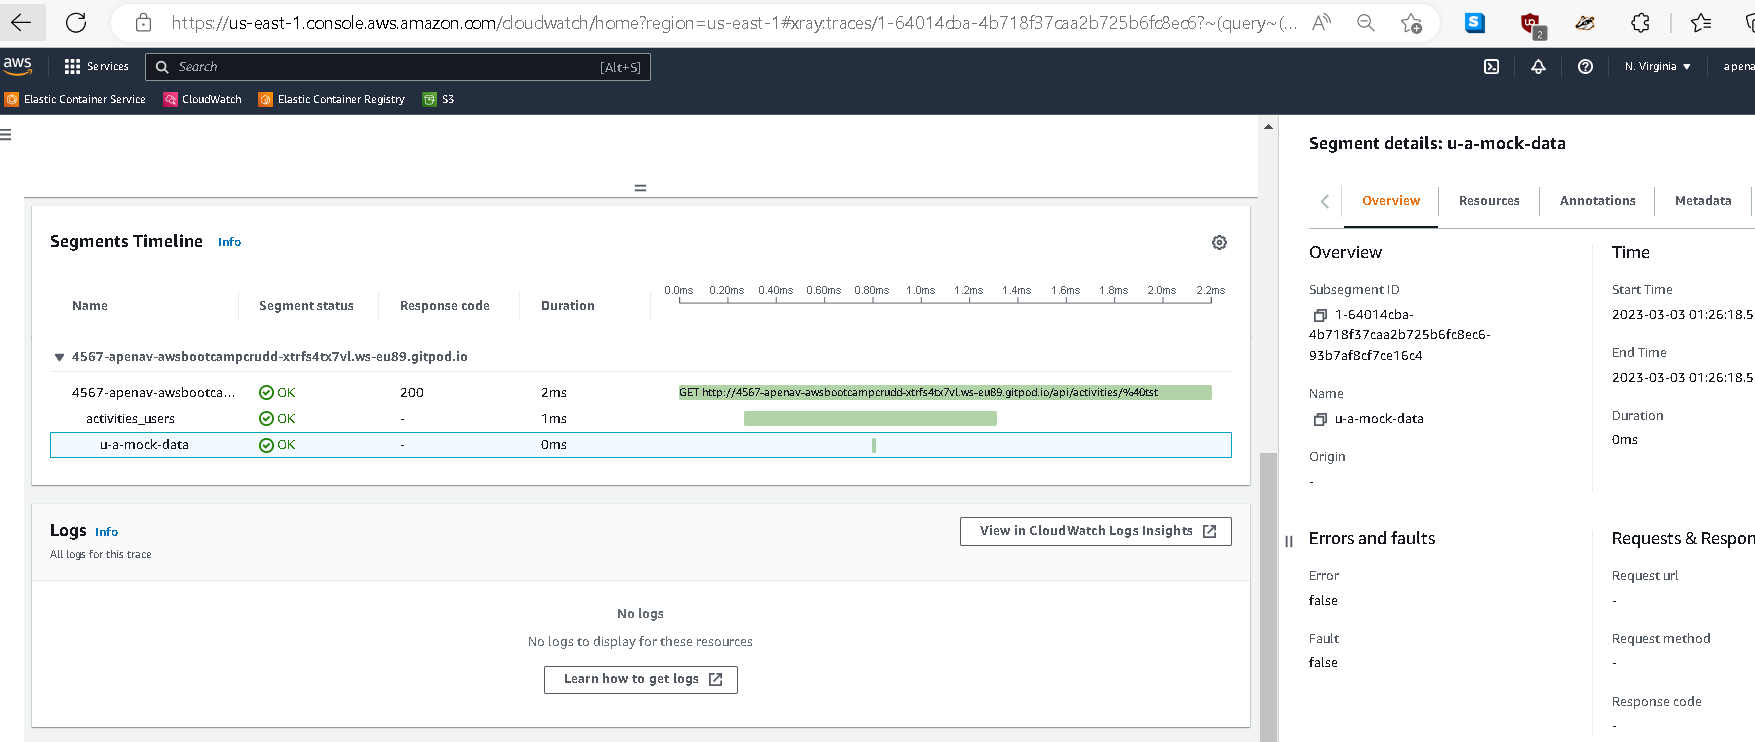 https://us-east-1.console.aws.amazon.com/cloudwatch/home?region=us-east-1#xray:traces/1-64014cba-4b718f37caa2b725b6fc8ec6?~(query~(...
2
aws
Services
Search
[Alt+S]
N. Virginia
apena
Elastic Container Service
CloudWatch
Elastic Container Registry
S3
Segments Timeline
Info
Name
Segment status
Response code
Duration
0.0ms 0.20ms 0.40ms 0.60ms 0.80ms 1.0ms 1.2ms 1.4ms 1.6ms 1.8ms 2.0ms 2.2ms
4567-apenav-awsbootcampcrudd-xtrfs4tx7vl.ws-eu89.gitpod.io
4567-apenav-awsbootca... OK 200 2ms GET http://4567-apenav-awsbootcampcrudd-xtrfs4tx7vl.ws-eu89.gitpod.io/api/activities/%40tst
activities_users OK - 1ms
u-a-mock-data OK - 0ms
Logs
Info
All logs for this trace
View in CloudWatch Logs Insights
No logs
No logs to display for these resources
Learn how to get logs
Segment details: u-a-mock-data
Overview
Resources
Annotations
Metadata
Overview
Subsegment ID
1-64014cba-
4b718f37caa2b725b6fc8ec6-
93b7af8cf7ce16c4
Name
u-a-mock-data
Origin
-
Time
Start Time
2023-03-03 01:26:18.5
End Time
2023-03-03 01:26:18.5
Duration
0ms
Errors and faults
Error
false
Fault
false
Requests & Respon
Request url
-
Request method
-
Response code
-